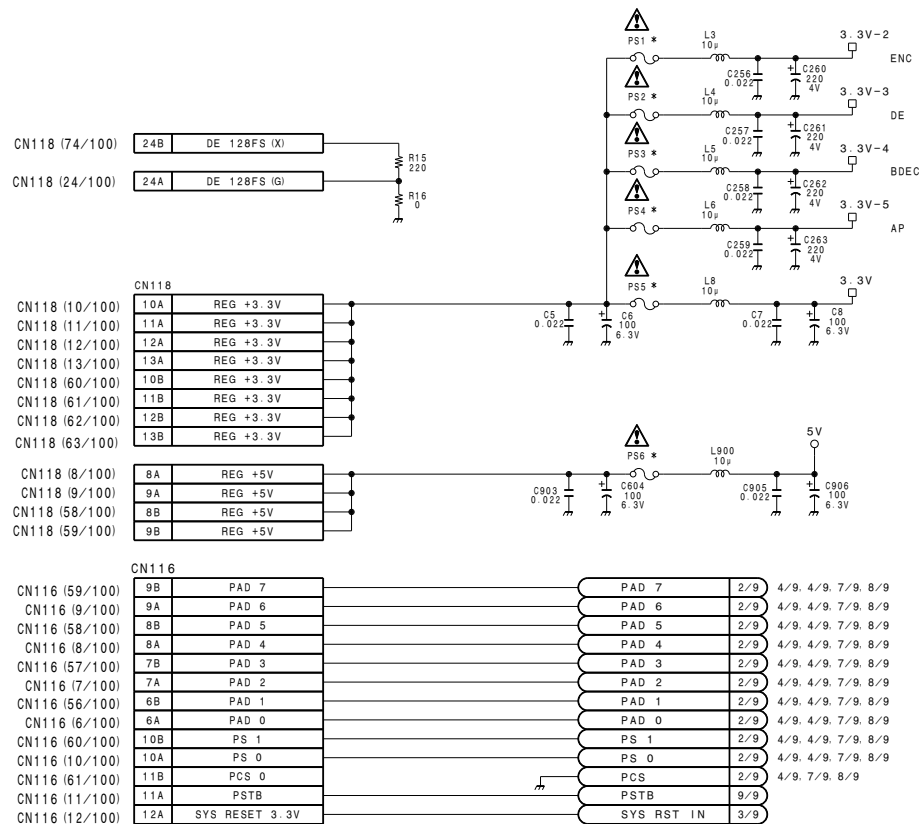 PS1 *
L3
10μ
3.3V-2
ENC
C256
0.022
+
C260
220
4V
PS2 *
L4
10μ
3.3V-3
DE
C257
0.022
+
C261
220
4V
PS3 *
L5
10μ
3.3V-4
BDEC
C258
0.022
+
C262
220
4V
PS4 *
L6
10μ
3.3V-5
AP
C259
0.022
+
C263
220
4V
PS5 *
L8
10μ
3.3V
C5
0.022
+
C6
100
6.3V
C7
0.022
+
C8
100
6.3V
CN118 (74/100) 24B DE 128FS (X)
R15
220
CN118 (24/100) 24A DE 128FS (G)
R16
0
CN118
CN118 (10/100) 10A REG +3.3V
CN118 (11/100) 11A REG +3.3V
CN118 (12/100) 12A REG +3.3V
CN118 (13/100) 13A REG +3.3V
CN118 (60/100) 10B REG +3.3V
CN118 (61/100) 11B REG +3.3V
CN118 (62/100) 12B REG +3.3V
CN118 (63/100) 13B REG +3.3V
PS6 *
L900
10μ
5V
CN118 (8/100) 8A REG +5V
CN118 (9/100) 9A REG +5V
CN118 (58/100) 8B REG +5V
CN118 (59/100) 9B REG +5V
C903
0.022
+
C604
100
6.3V
C905
0.022
+
C906
100
6.3V
CN116
CN116 (59/100) 9B PAD 7 PAD 7 2/9 4/9, 4/9, 7/9, 8/9
CN116 (9/100) 9A PAD 6 PAD 6 2/9 4/9, 4/9, 7/9, 8/9
CN116 (58/100) 8B PAD 5 PAD 5 2/9 4/9, 4/9, 7/9, 8/9
CN116 (8/100) 8A PAD 4 PAD 4 2/9 4/9, 4/9, 7/9, 8/9
CN116 (57/100) 7B PAD 3 PAD 3 2/9 4/9, 4/9, 7/9, 8/9
CN116 (7/100) 7A PAD 2 PAD 2 2/9 4/9, 4/9, 7/9, 8/9
CN116 (56/100) 6B PAD 1 PAD 1 2/9 4/9, 4/9, 7/9, 8/9
CN116 (6/100) 6A PAD 0 PAD 0 2/9 4/9, 4/9, 7/9, 8/9
CN116 (60/100) 10B PS 1 PS 1 2/9 4/9, 4/9, 7/9, 8/9
CN116 (10/100) 10A PS 0 PS 0 2/9 4/9, 4/9, 7/9, 8/9
CN116 (61/100) 11B PCS 0 PCS 2/9 4/9, 7/9, 8/9
CN116 (11/100) 11A PSTB PSTB 9/9
CN116 (12/100) 12A SYS RESET 3.3V SYS RST IN 3/9